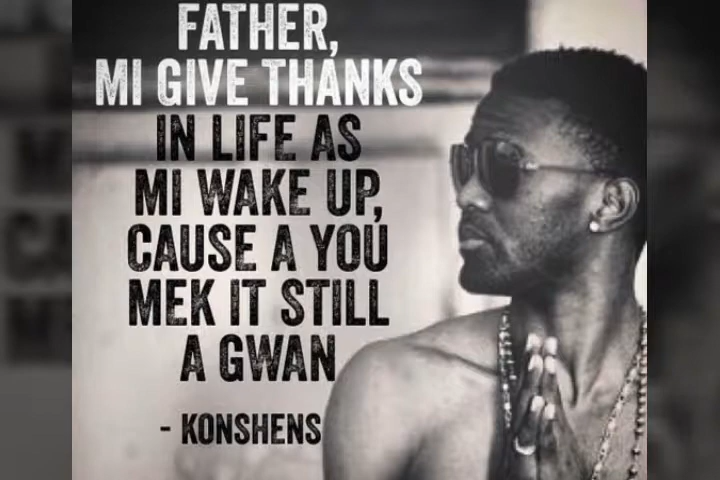 FATHER,
MI GIVE THANKS
IN LIFE AS
MI WAKE UP,
CAUSE A YOU
MEK IT STILL
A GWAN
- KONSHENS